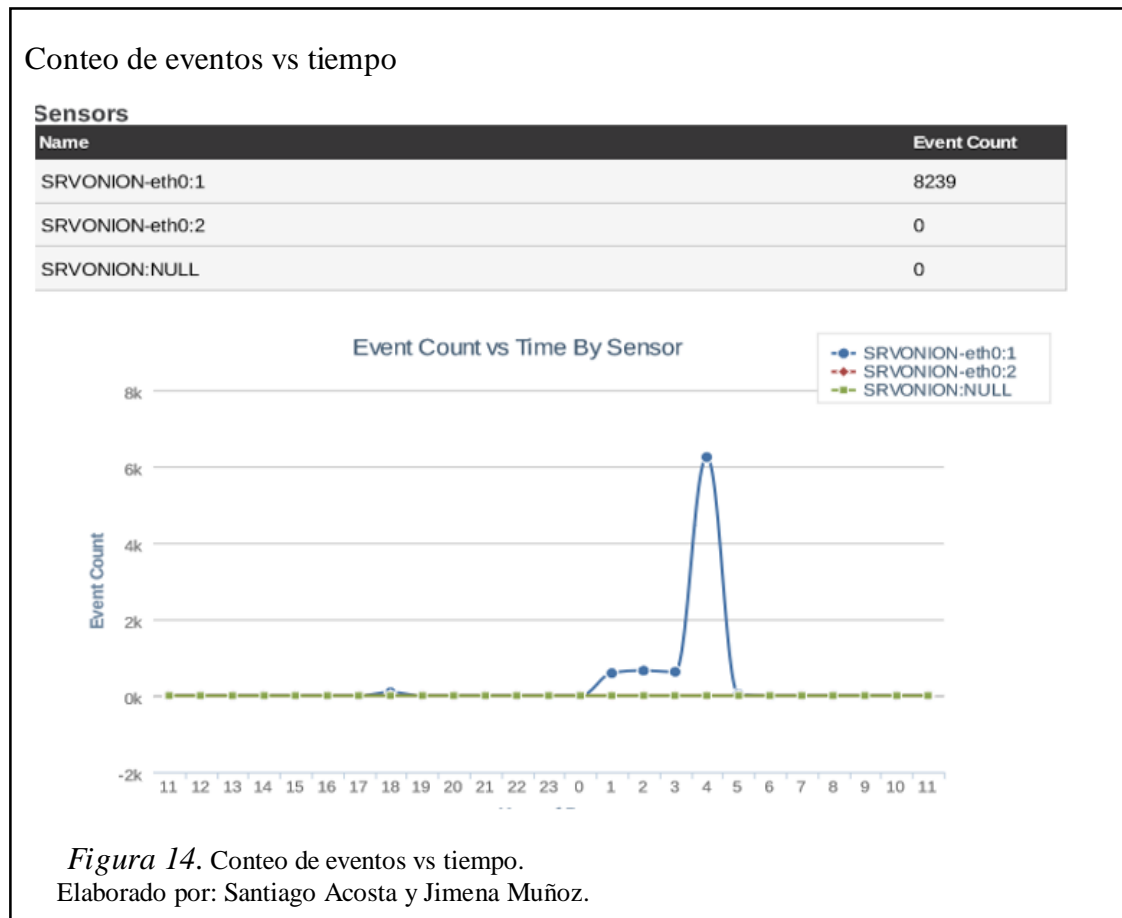 Conteo de eventos vs tiempo
Sensors
Name Event Count
SRVONION-eth0:1 8239
SRVONION-eth0:2 0
SRVONION:NULL 0
Event Count vs Time By Sensor
SRVONION-eth0:1
SRVONION-eth0:2
SRVONION:NULL
8k
6k
4k
2k
0k
-2k
Event Count
11 12 13 14 15 16 17 18 19 20 21 22 23 0 1 2 3 4 5 6 7 8 9 10 11
Figura 14. Conteo de eventos vs tiempo.
Elaborado por: Santiago Acosta y Jimena Muñoz.